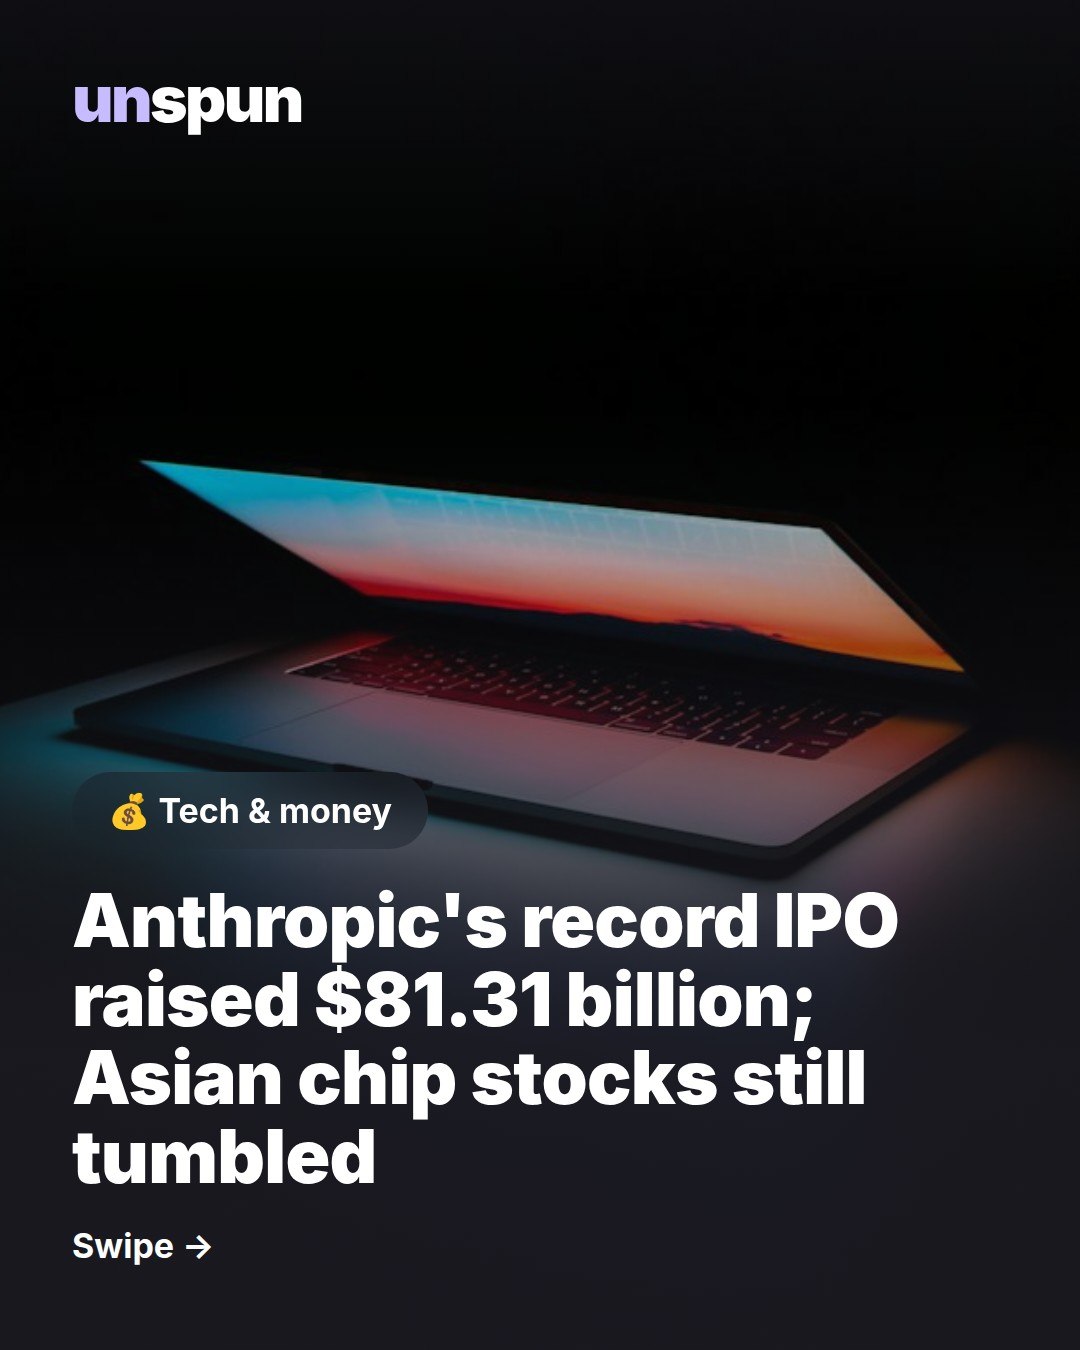 unspun
💰 Tech & money
Anthropic's record IPO
raised $81.31 billion;
Asian chip stocks still
tumbled
Swipe →